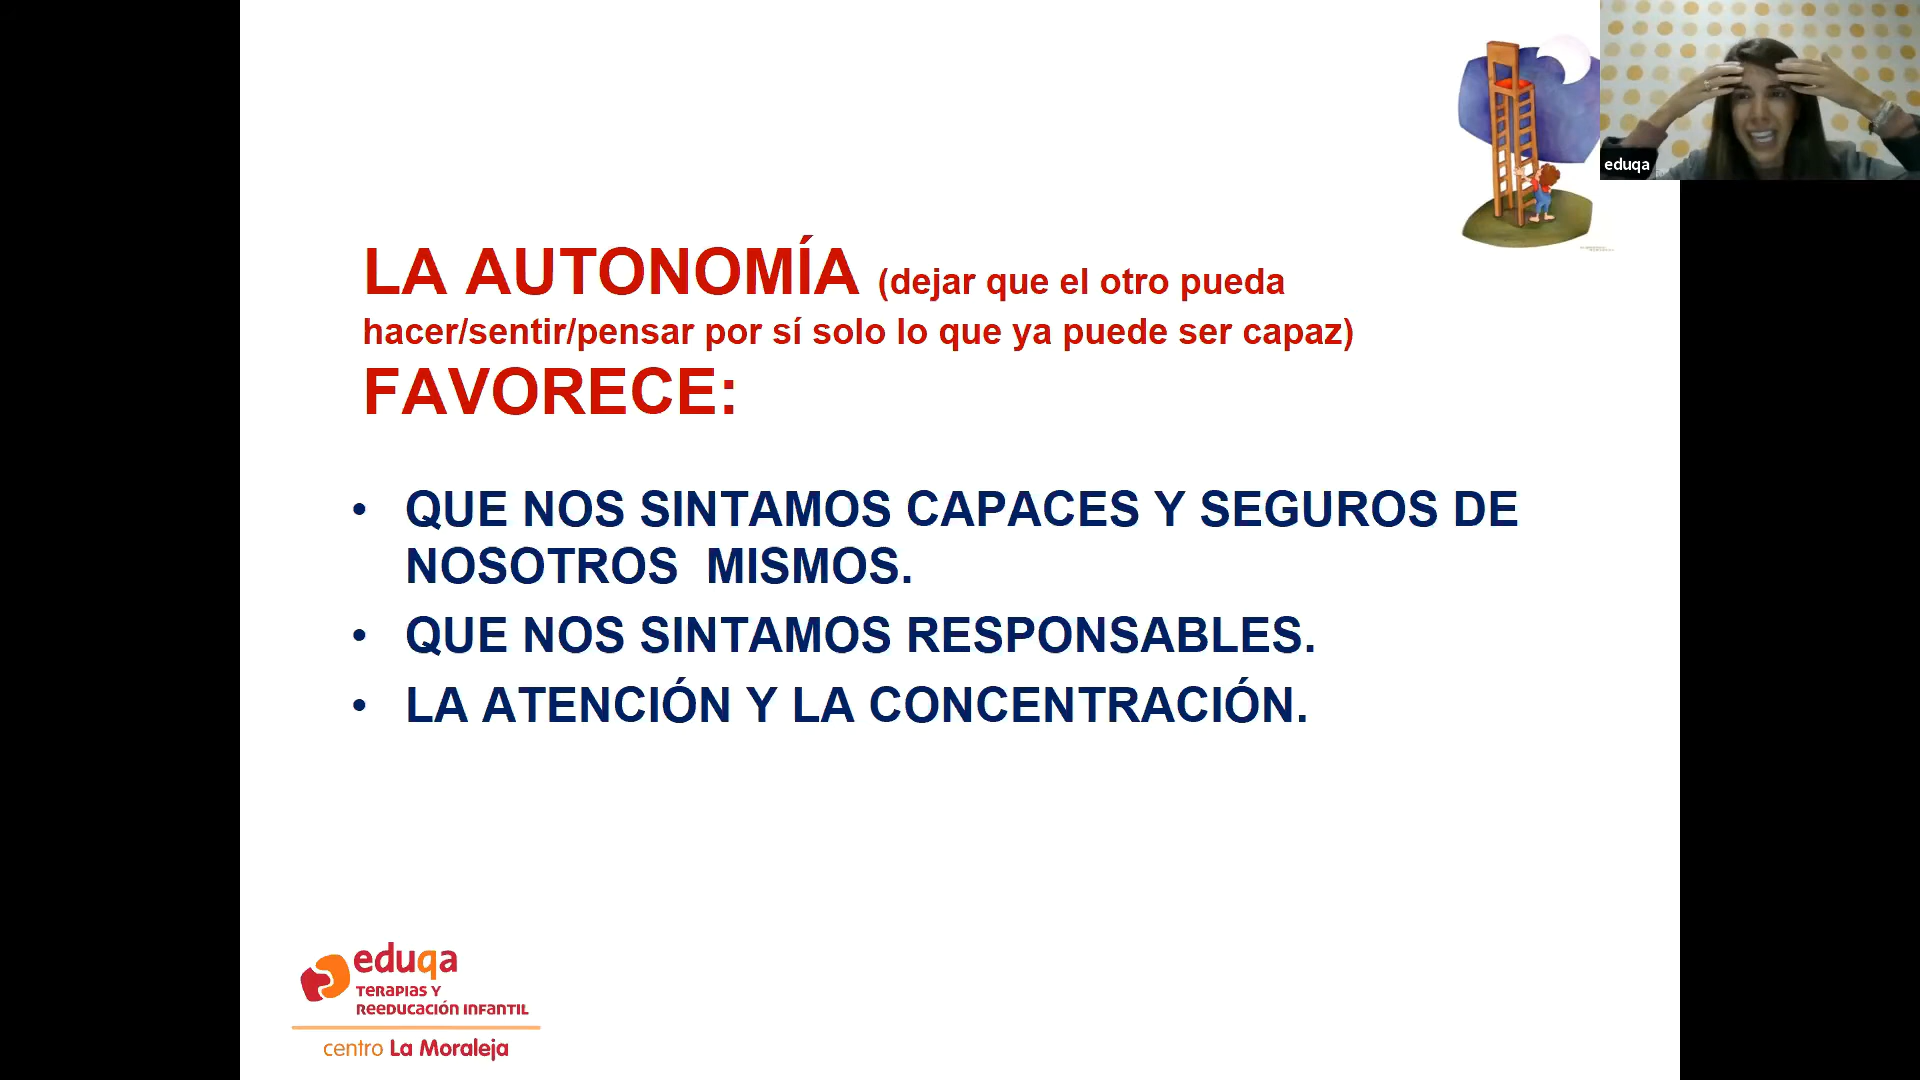 eduqa
LA AUTONOMÍA (dejar que el otro pueda
hacer/sentir/pensar por sí solo lo que ya puede ser capaz)
FAVORECE:
• QUE NOS SINTAMOS CAPACES Y SEGUROS DE
NOSOTROS MISMOS.
• QUE NOS SINTAMOS RESPONSABLES.
• LA ATENCIÓN Y LA CONCENTRACIÓN.
eduqa
TERAPIAS Y
REEDUCACIÓN INFANTIL
centro La Moraleja